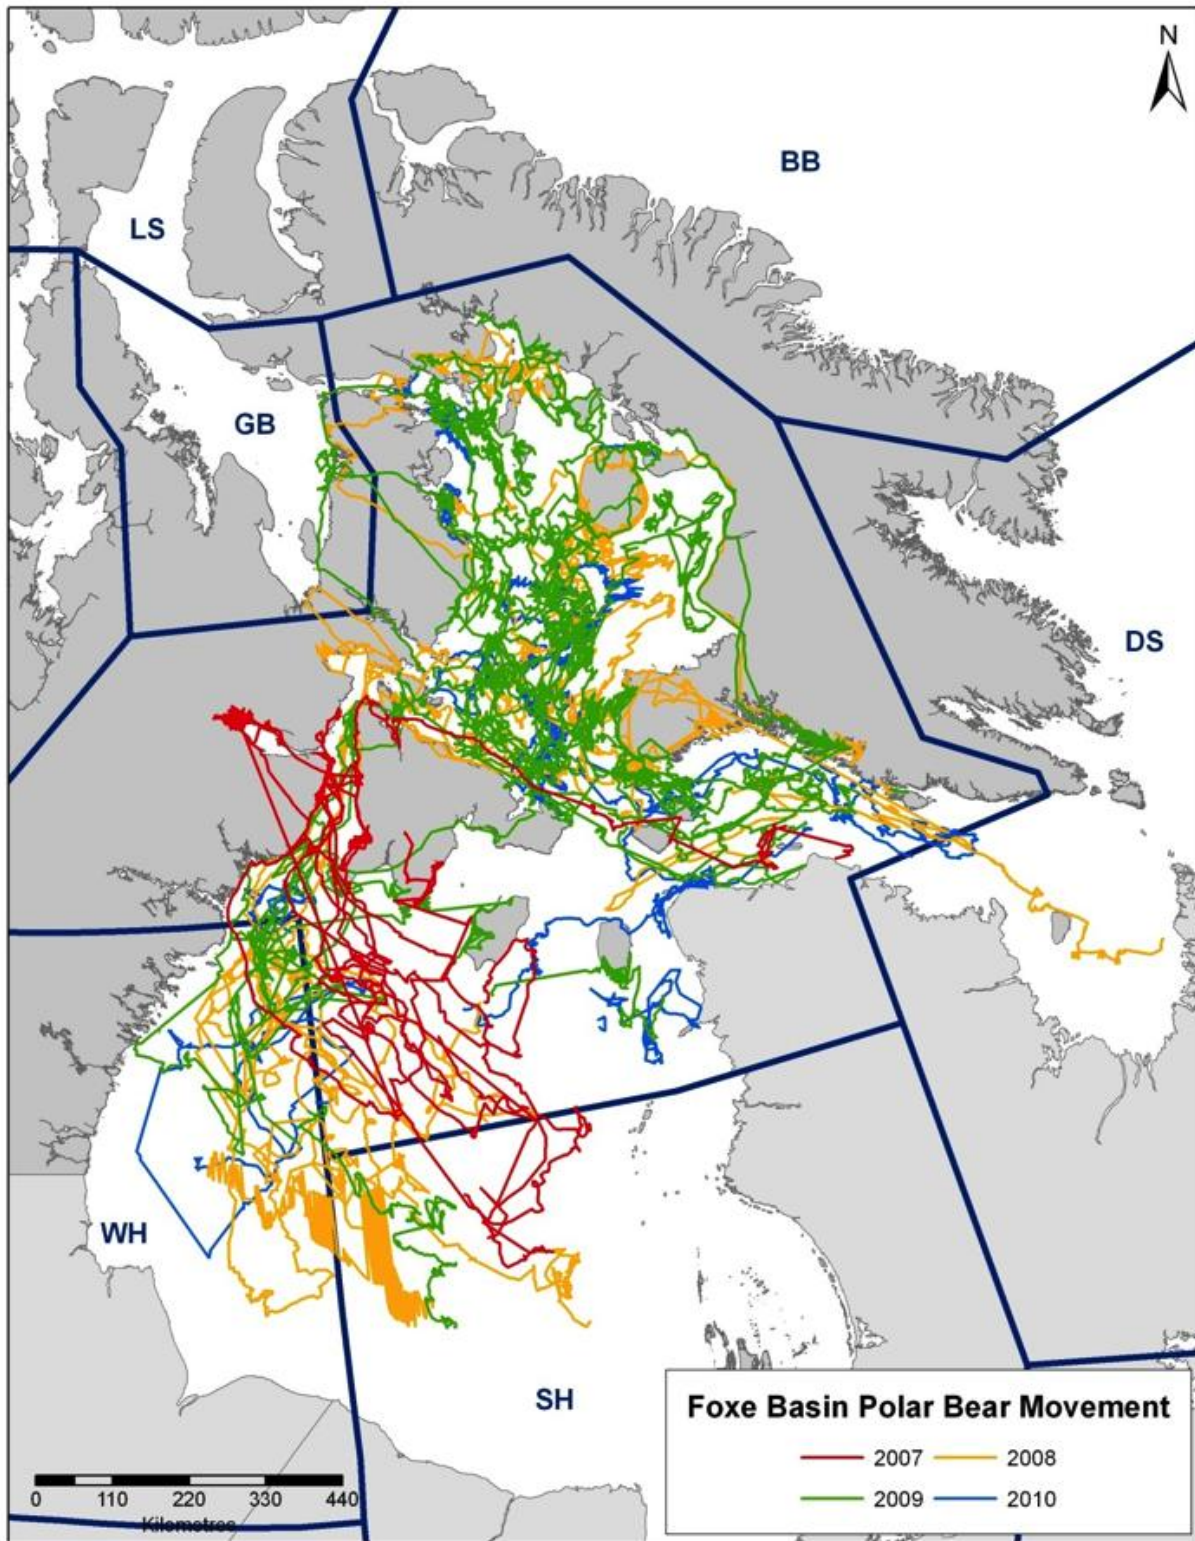 N
BB
LS
GB
DS
WH
SH
Foxe Basin Polar Bear Movement
2007 2008
2009 2010
0 110 220 330 440
Kilometres